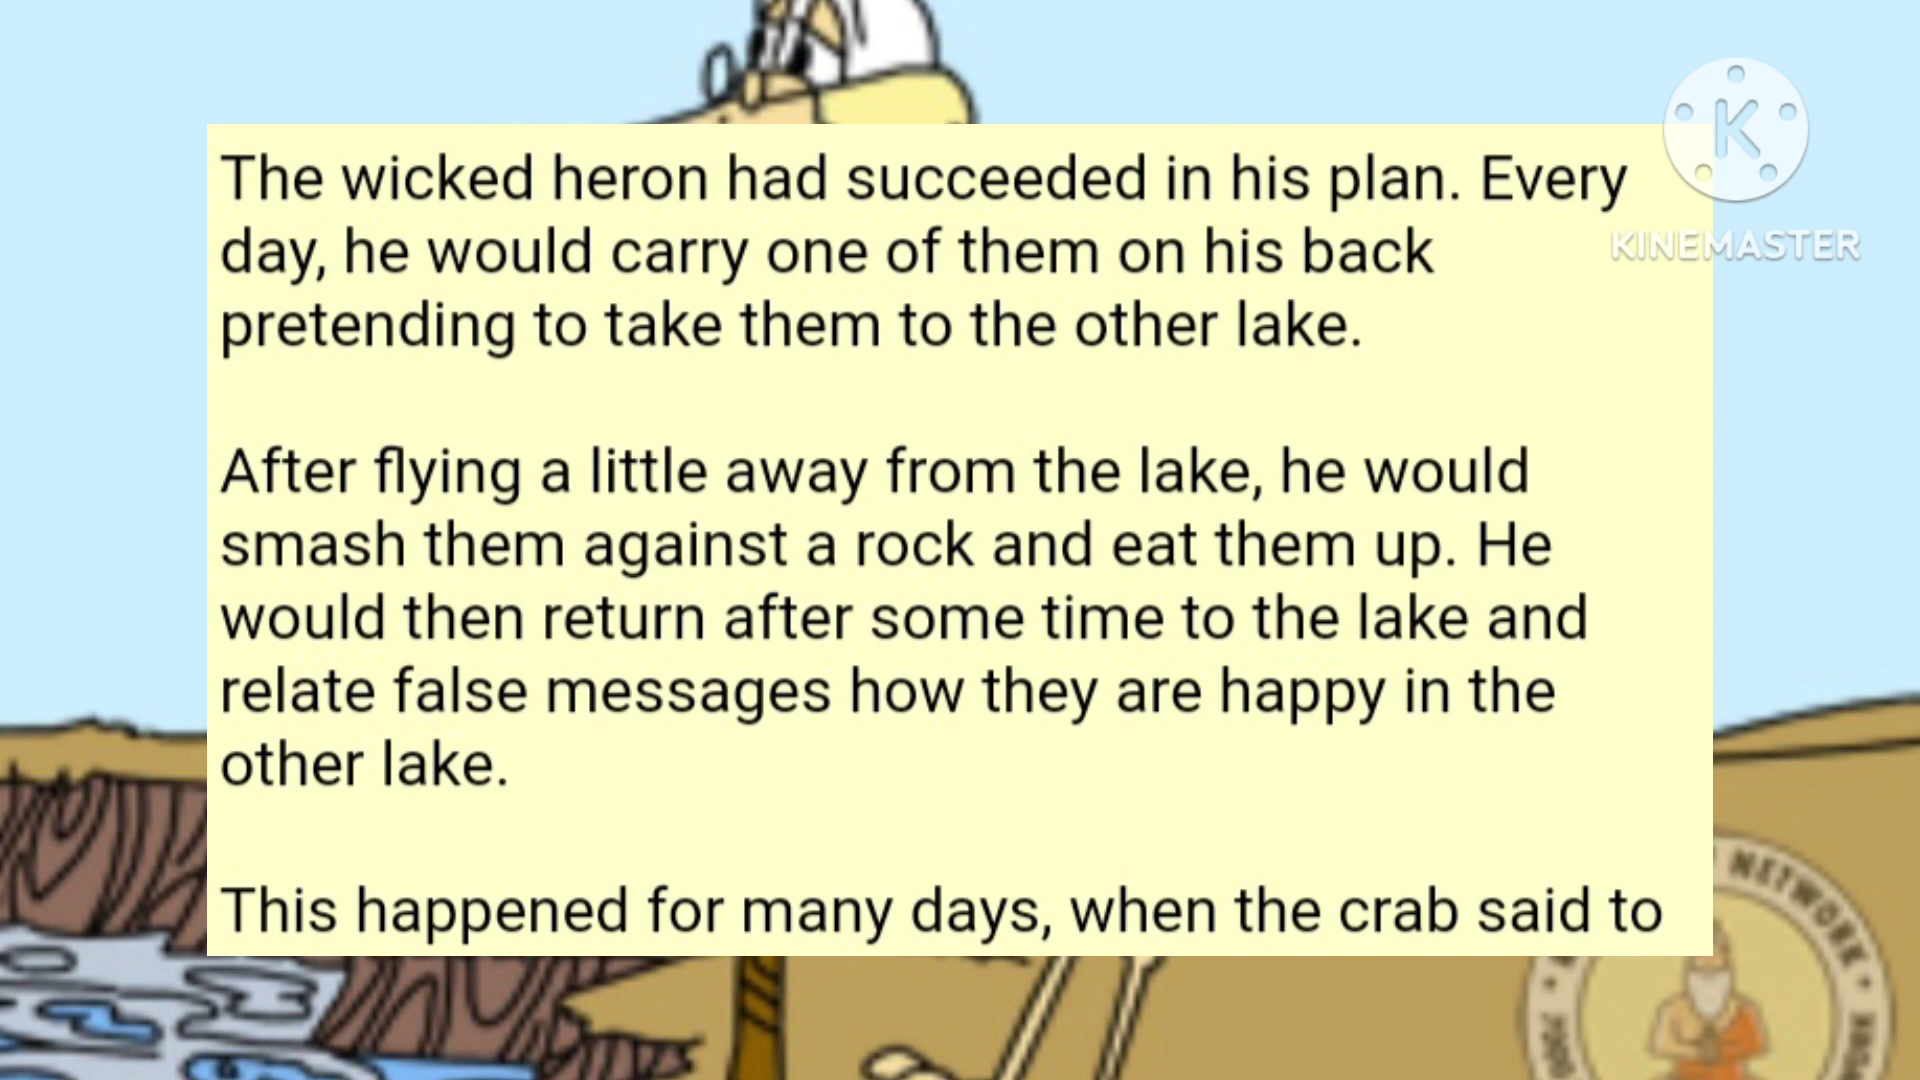 The wicked heron had succeeded in his plan. Every
day, he would carry one of them on his back
pretending to take them to the other lake.
After flying a little away from the lake, he would
smash them against a rock and eat them up. He
would then return after some time to the lake and
relate false messages how they are happy in the
other lake.
This happened for many days, when the crab said to
K
KINEMASTER
NETWORK